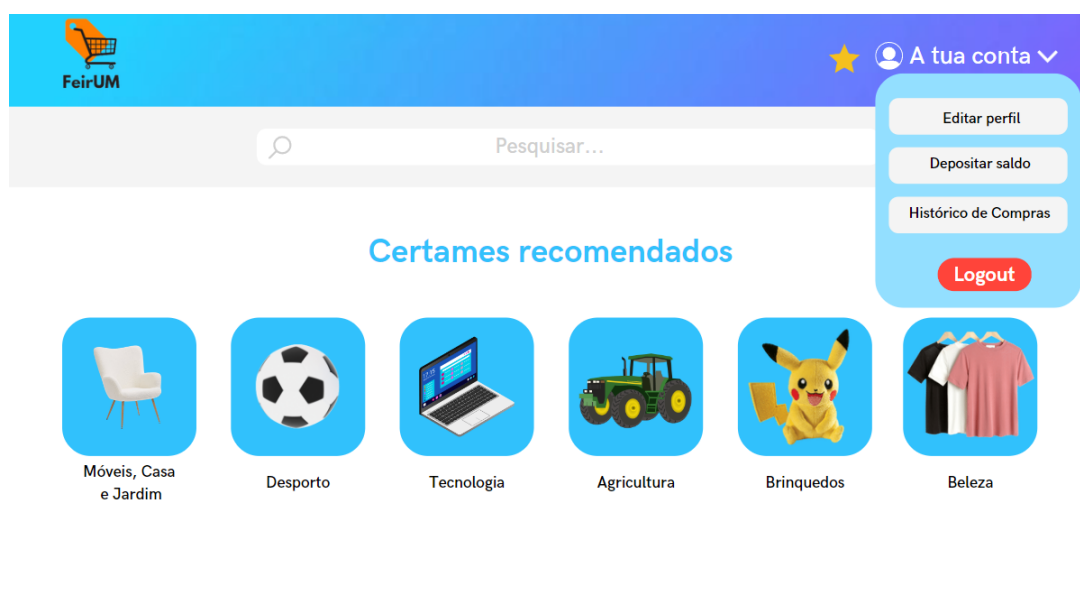 FeirUM
A tua conta
Editar perfil
Pesquisar...
Depositar saldo
Histórico de Compras
Certames recomendados
Logout
Móveis, Casa
e Jardim
Desporto
Tecnologia
Agricultura
Brinquedos
Beleza